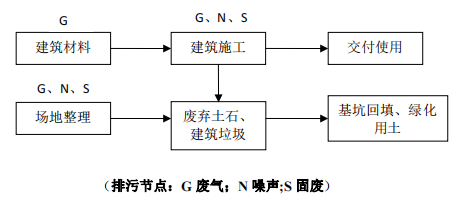 G
G、N、S
建筑材料
建筑施工
交付使用
G、N、S
场地整理
废弃土石、
建筑垃圾
基坑回填、绿化
用土
（排污节点：G 废气；N 噪声;S 固废）